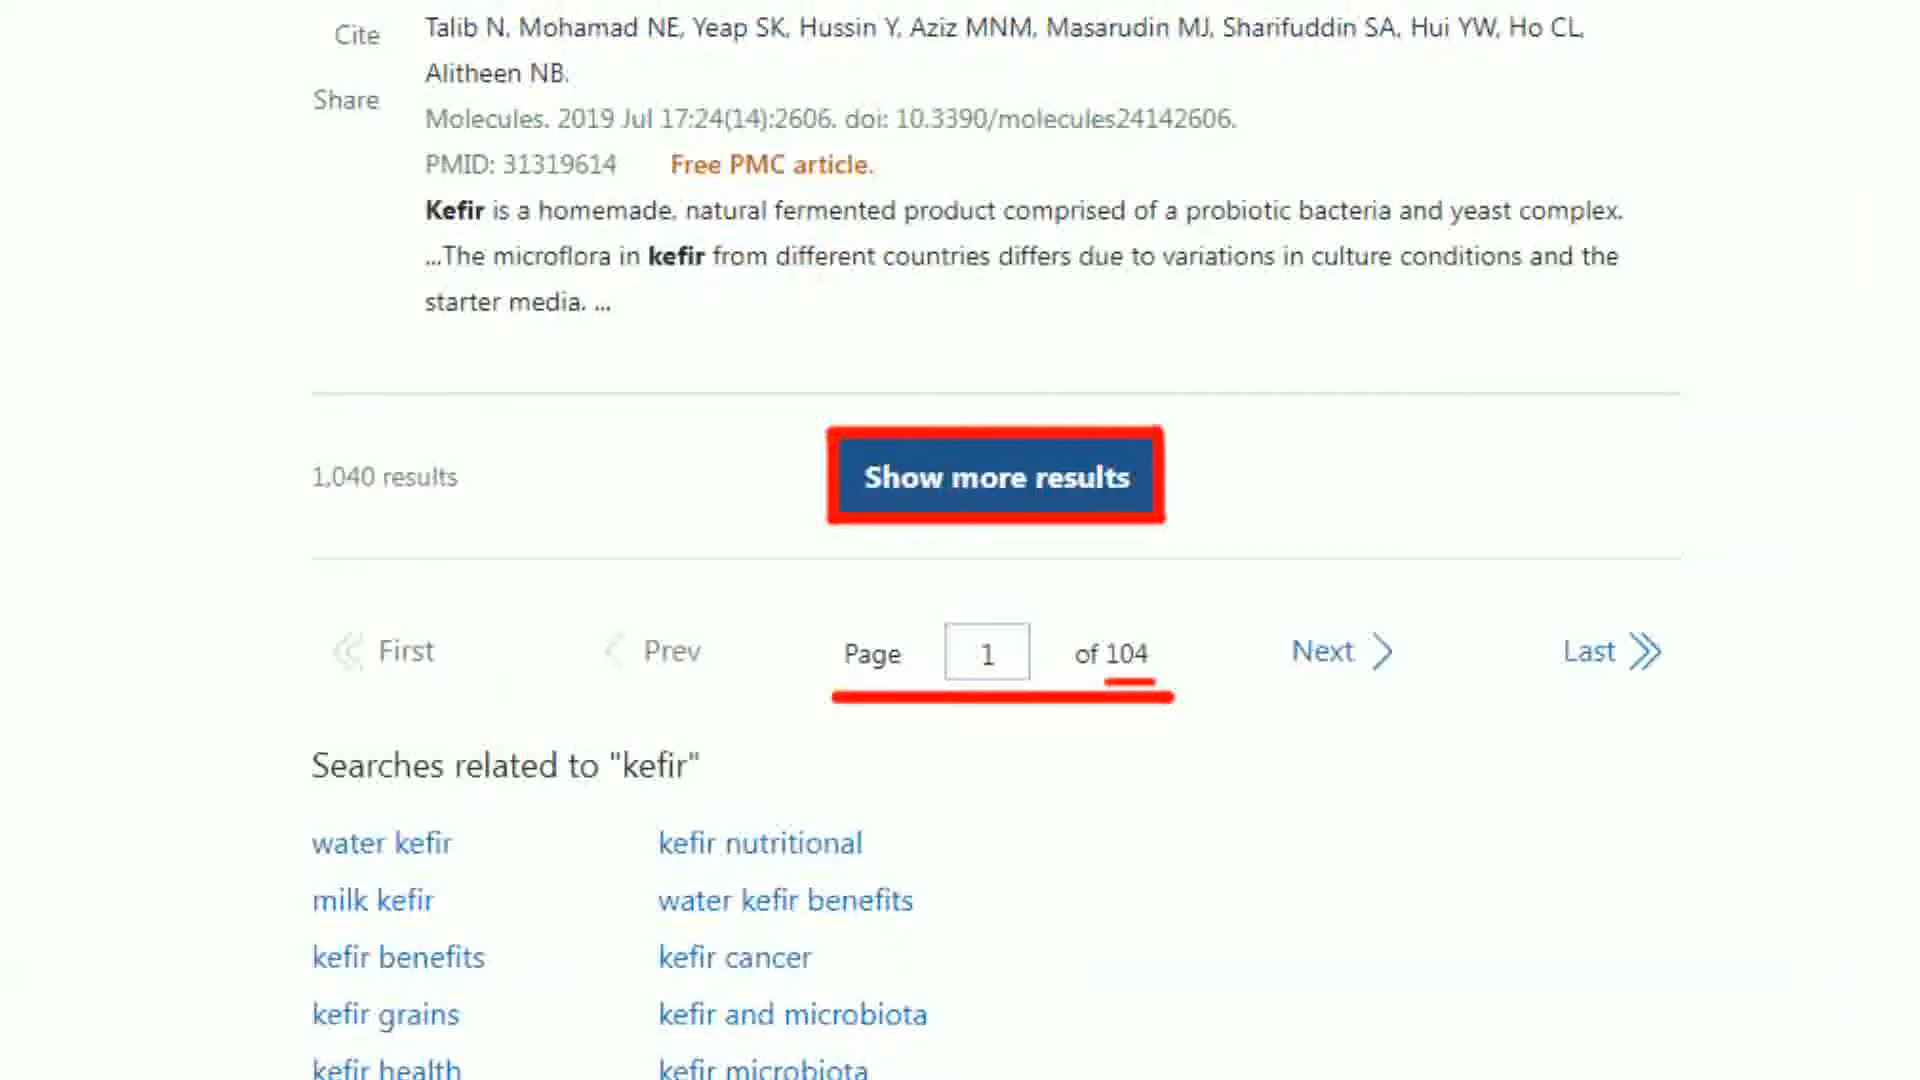 Cite
Talib N, Mohamad NE, Yeap SK, Hussin Y, Aziz MNM, Masarudin MJ, Sharifuddin SA, Hui YW, Ho CL,
Alitheen NB.
Share
Molecules. 2019 Jul 17;24(14):2606. doi: 10.3390/molecules24142606.
PMID: 31319614 Free PMC article.
Kefir is a homemade, natural fermented product comprised of a probiotic bacteria and yeast complex.
...The microflora in kefir from different countries differs due to variations in culture conditions and the
starter media. ...
1,040 results
Show more results
First Prev Page 1 of 104 Next Last
Searches related to "kefir"
water kefir
milk kefir
kefir benefits
kefir grains
kefir health
kefir nutritional
water kefir benefits
kefir cancer
kefir and microbiota
kefir microbiota